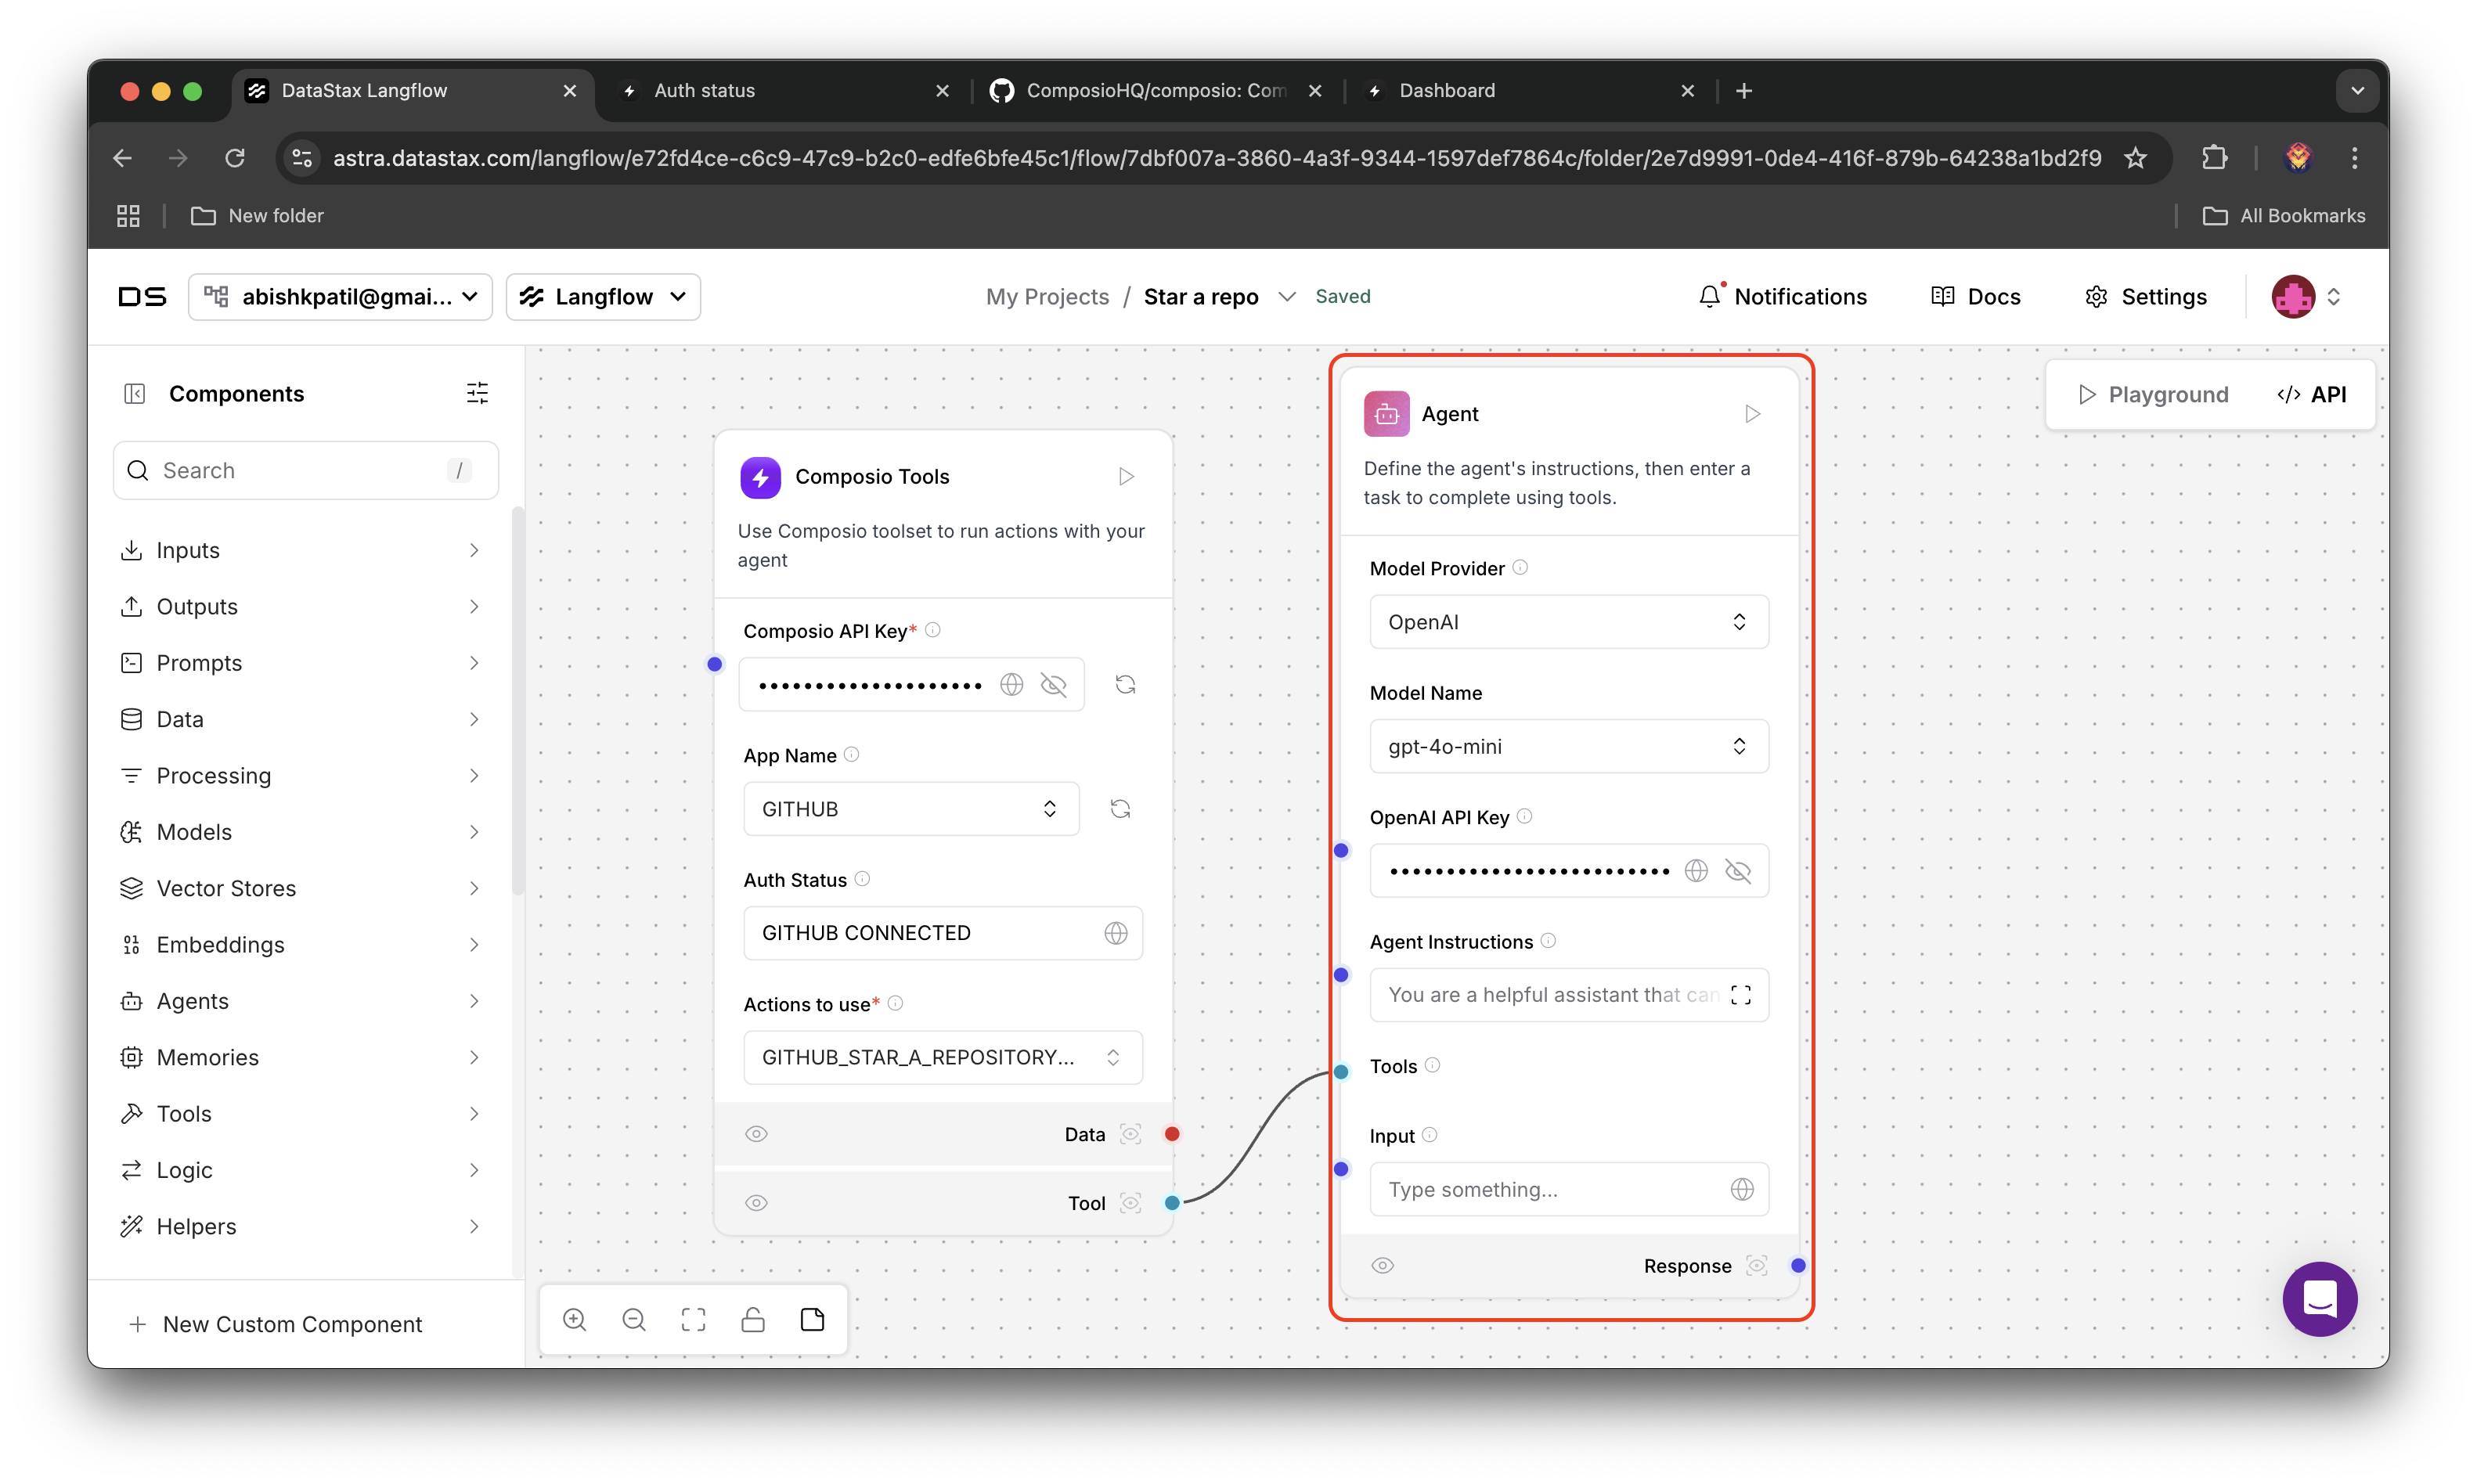 DataStax Langflow
Auth status
ComposioHQ/composio: Com
Dashboard
astra.datastax.com/langflow/e72fd4ce-c6c9-47c9-b2c0-edfe6bfe45c1/flow/7dbf007a-3860-4a3f-9344-1597def7864c/folder/2e7d9991-0de4-416f-879b-64238a1bd2f9
New folder
All Bookmarks
DS
abishkpatil@gmai...
Langflow
My Projects / Star a repo
Saved
Notifications
Docs
Settings
Components
Search /
Inputs
Outputs
Prompts
Data
Processing
Models
Vector Stores
Embeddings
Agents
Memories
Tools
Logic
Helpers
+ New Custom Component
Composio Tools
Use Composio toolset to run actions with your
agent
Composio API Key*
••••••••••••••••••••
App Name
GITHUB
Auth Status
GITHUB CONNECTED
Actions to use*
GITHUB_STAR_A_REPOSITORY...
Data
Tool
Agent
Define the agent's instructions, then enter a
task to complete using tools.
Model Provider
OpenAI
Model Name
gpt-4o-mini
OpenAI API Key
•••••••••••••••••••••••••
Agent Instructions
You are a helpful assistant that can
Tools
Input
Type something...
Response
Playground
</> API